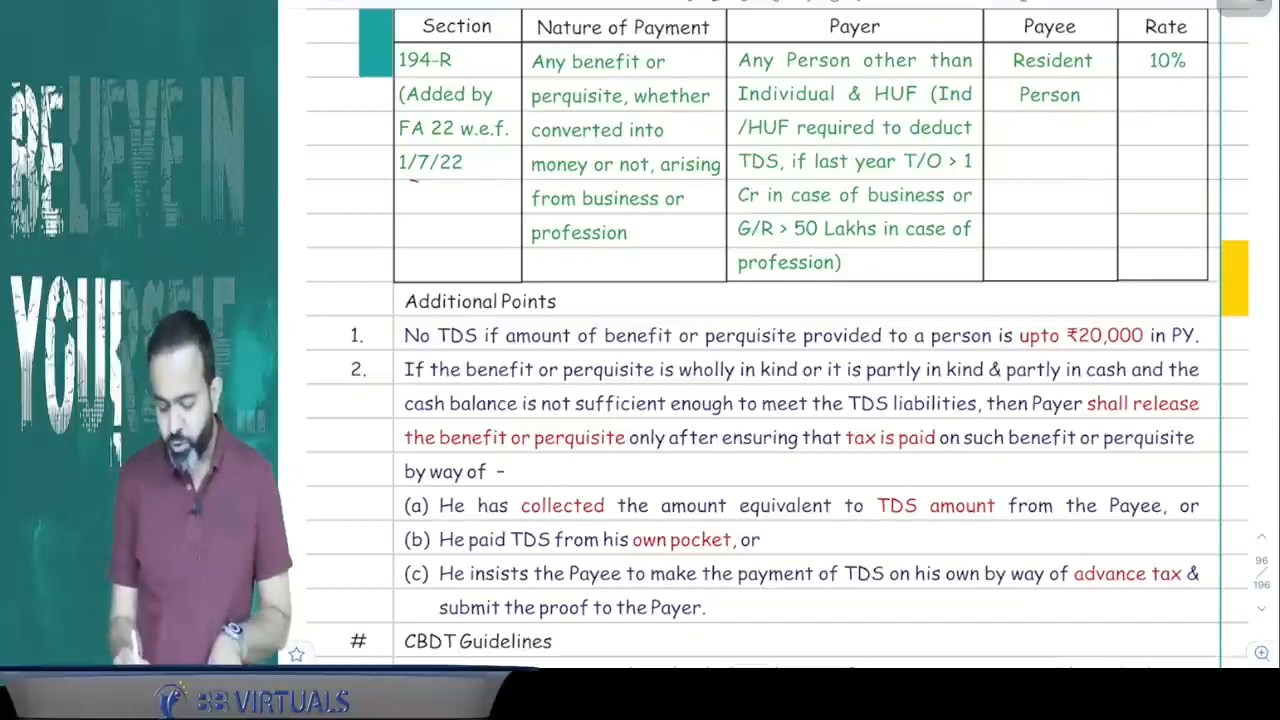 BELIEVE IN
YOURSELF
...
Section Nature of Payment Payer Payee Rate
194-R Any benefit or Any Person other than Resident 10%
(Added by perquisite, whether Individual & HUF (Ind Person
FA 22 w.e.f. converted into /HUF required to deduct
1/7/22 money or not, arising TDS, if last year T/O > 1
from business or Cr in case of business or
profession G/R > 50 Lakhs in case of
profession)
Additional Points
1. No TDS if amount of benefit or perquisite provided to a person is upto ₹20,000 in PY.
2. If the benefit or perquisite is wholly in kind or it is partly in kind & partly in cash and the
cash balance is not sufficient enough to meet the TDS liabilities, then Payer shall release
the benefit or perquisite only after ensuring that tax is paid on such benefit or perquisite
by way of -
(a) He has collected the amount equivalent to TDS amount from the Payee, or
(b) He paid TDS from his own pocket, or
(c) He insists the Payee to make the payment of TDS on his own by way of advance tax &
submit the proof to the Payer.
# CBDT Guidelines
96
/
196
BB VIRTUALS